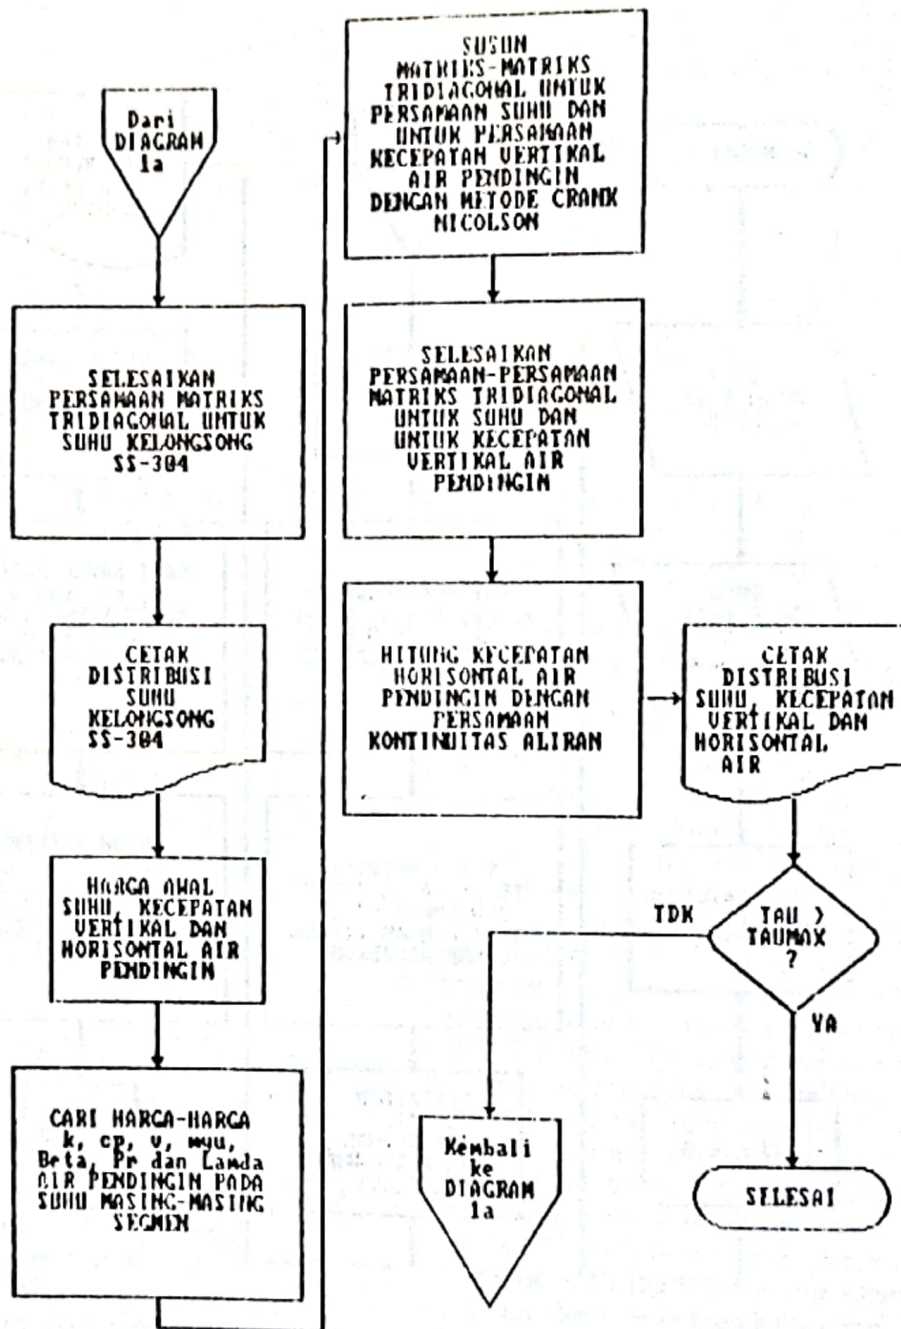 Dari
DIAGRAM
1a
SELESAIKAN
PERSAMAAN MATRIKS
TRIDIAGONAL UNTUK
SUHU KELONGSONG
SS-304
CETAK
DISTRIBUSI
SUHU
KELONGSONG
SS-304
HARGA AWAL
SUHU, KECEPATAN
VERTIKAL DAN
HORISONTAL AIR
PENDINGIN
CARI HARGA-HARGA
k, cp, v, myu,
Beta, Pr dan Lamda
AIR PENDINGIN PADA
SUHU MASING-MASING
SEGMEN
SUSUN
MATRIKS-MATRIKS
TRIDIAGONAL UNTUK
PERSAMAAN SUHU DAN
UNTUK PERSAMAAN
KECEPATAN VERTIKAL
AIR PENDINGIN
DENGAN METODE CRANK
NICOLSON
SELESAIKAN
PERSAMAAN-PERSAMAAN
MATRIKS TRIDIAGONAL
UNTUK SUHU DAN
UNTUK KECEPATAN
VERTIKAL AIR
PENDINGIN
HITUNG KECEPATAN
HORISONTAL AIR
PENDINGIN DENGAN
PERSAMAAN
KONTINUITAS ALIRAN
CETAK
DISTRIBUSI
SUHU, KECEPATAN
VERTIKAL DAN
HORISONTAL
AIR
TAU >
TAUMAX
?
TDK
YA
Kembali
ke
DIAGRAM
1a
SELESAI